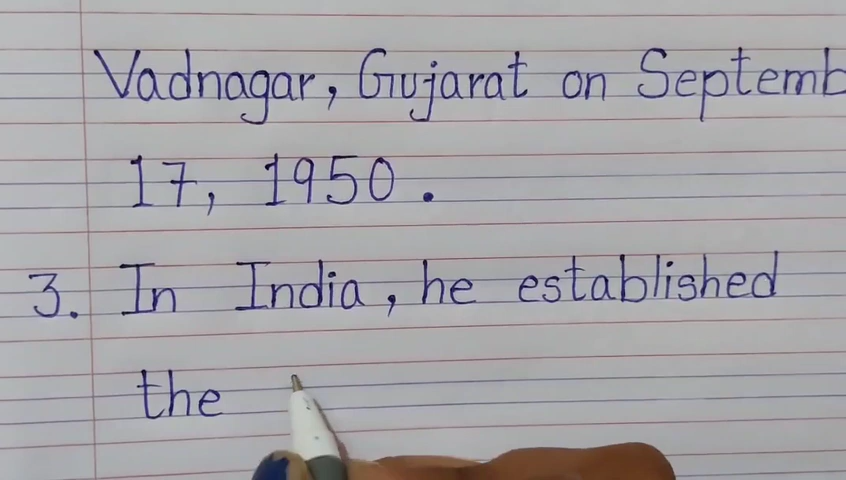 Vadnagar, Gujarat on Septemb
17, 1950.
3. In India, he established
the